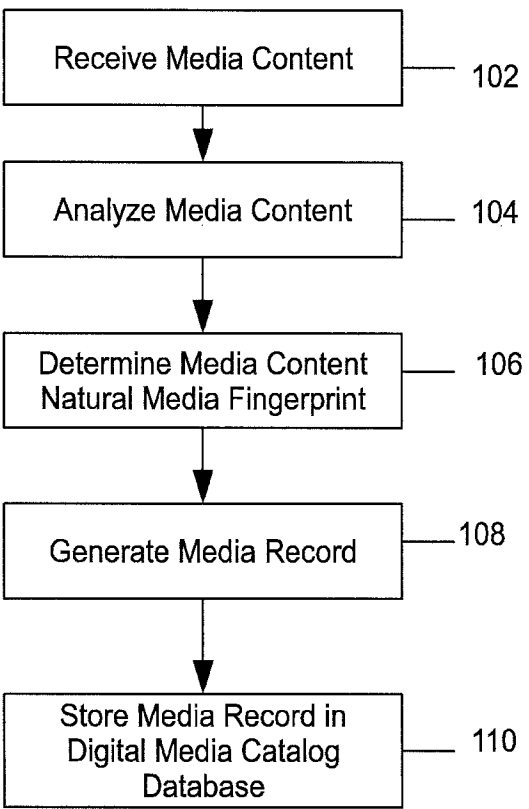 Receive Media Content
102
Analyze Media Content
104
Determine Media Content
Natural Media Fingerprint
106
Generate Media Record
108
Store Media Record in
Digital Media Catalog
Database
110